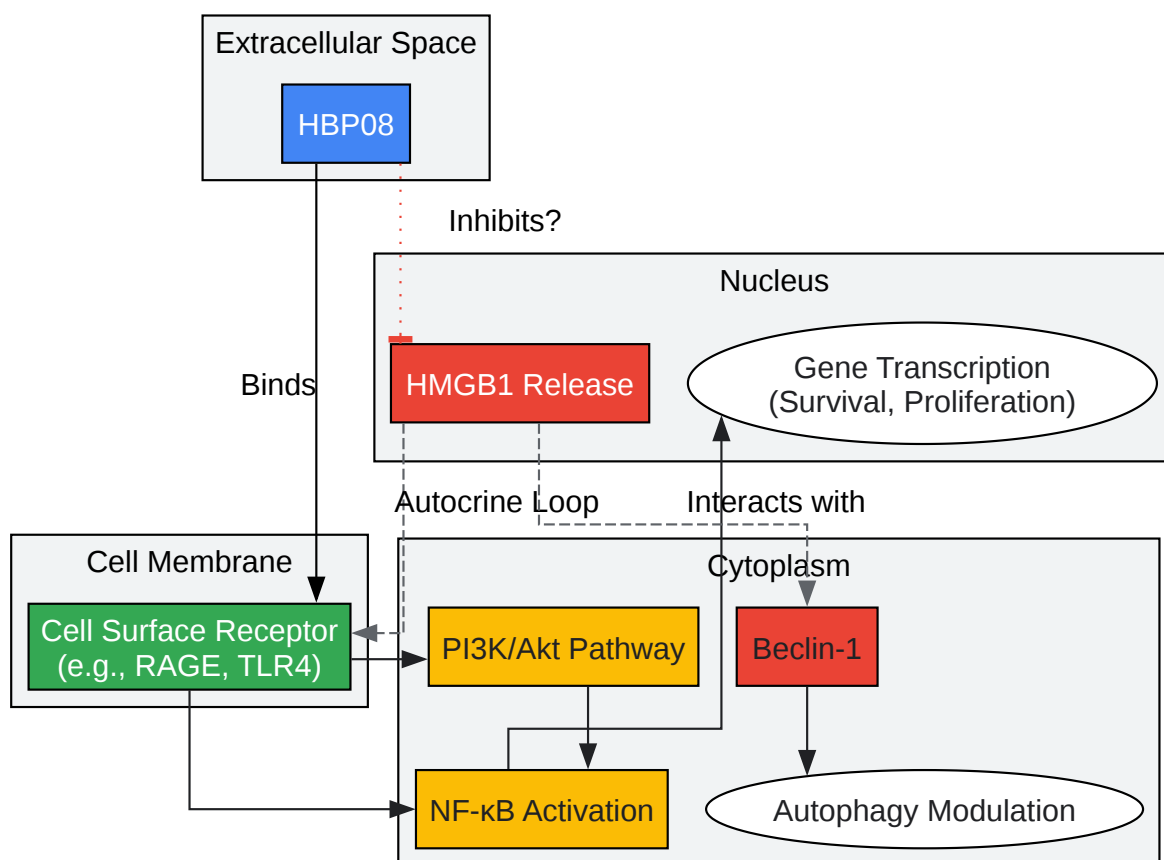 Extracellular Space
HBP08
Inhibits?
Nucleus
HMGB1 Release
Gene Transcription
(Survival, Proliferation)
Binds
Autocrine Loop
Interacts with
Cell Membrane
Cytoplasm
Cell Surface Receptor
(e.g., RAGE, TLR4)
PI3K/Akt Pathway
Beclin-1
NF-κB Activation
Autophagy Modulation